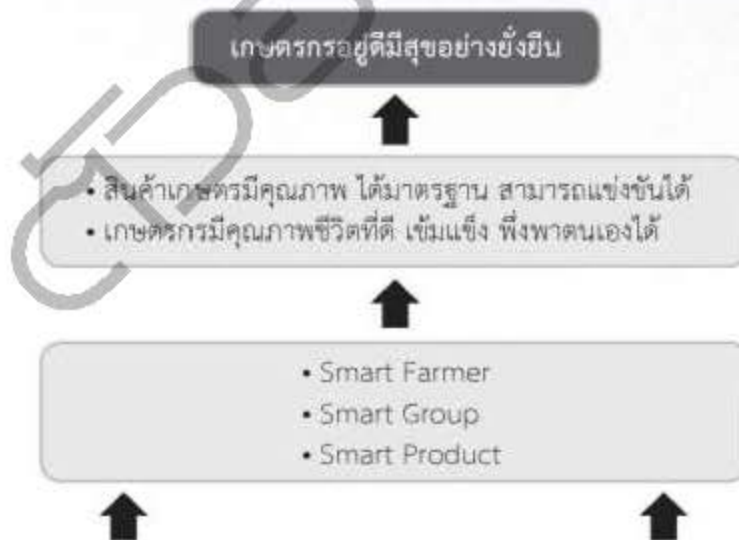 เกษตรกรอยู่ดีมีสุขอย่างยั่งยืน
• สินค้าเกษตรมีคุณภาพ ได้มาตรฐาน สามารถแข่งขันได้
• เกษตรกรมีคุณภาพชีวิตที่ดี เข้มแข็ง พึ่งพาตนเองได้
• Smart Farmer
• Smart Group
• Smart Product